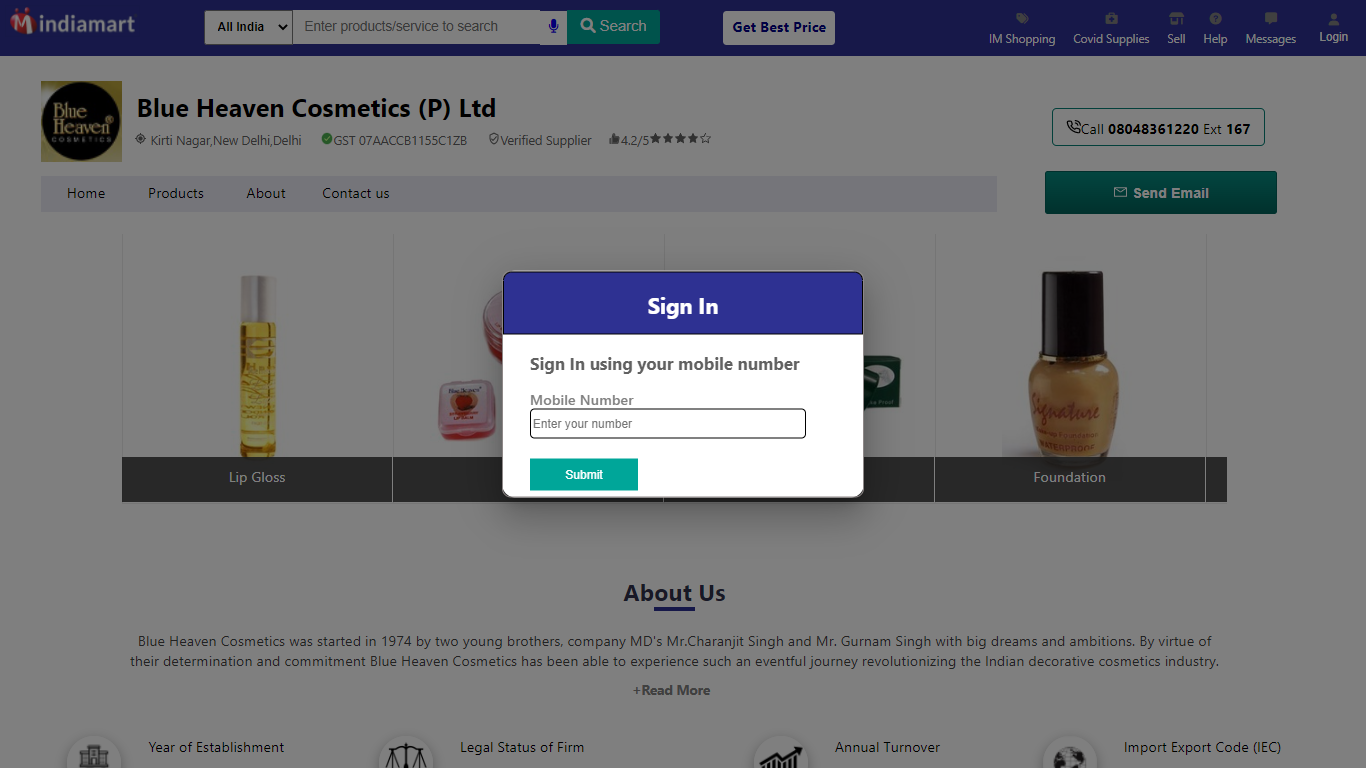 indiamart
All India
Enter products/service to search
Search
Get Best Price
IM Shopping
Covid Supplies
Sell
Help
Messages
Login
Blue
Heaven®
COSMETICS
Blue Heaven Cosmetics (P) Ltd
Kirti Nagar,New Delhi,Delhi
GST 07AACCB1155C1ZB
Verified Supplier
4.2/5
Call 08048361220 Ext 167
Home
Products
About
Contact us
Send Email
Sign In
Sign In using your mobile number
Mobile Number
Enter your number
Submit
Blue Heaven
Signature
WATERPROOF
Lip Gloss
Foundation
About Us
Blue Heaven Cosmetics was started in 1974 by two young brothers, company MD's Mr.Charanjit Singh and Mr. Gurnam Singh with big dreams and ambitions. By virtue of
their determination and commitment Blue Heaven Cosmetics has been able to experience such an eventful journey revolutionizing the Indian decorative cosmetics industry.
+Read More
Year of Establishment
Legal Status of Firm
Annual Turnover
Import Export Code (IEC)